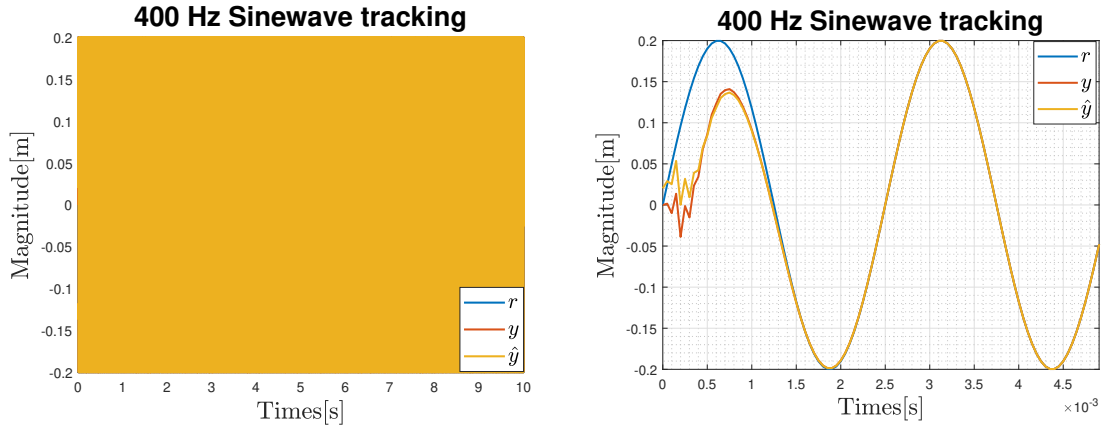 400 Hz Sinewave tracking
0.2
0.15
0.1
0.05
0
-0.05
-0.1
-0.15
-0.2
Magnitude[m]
r
y
ŷ
0 1 2 3 4 5 6 7 8 9 10
Times[s]
400 Hz Sinewave tracking
0.2
0.15
0.1
0.05
0
-0.05
-0.1
-0.15
-0.2
Magnitude[m]
r
y
ŷ
0 0.5 1 1.5 2 2.5 3 3.5 4 4.5
×10⁻³
Times[s]